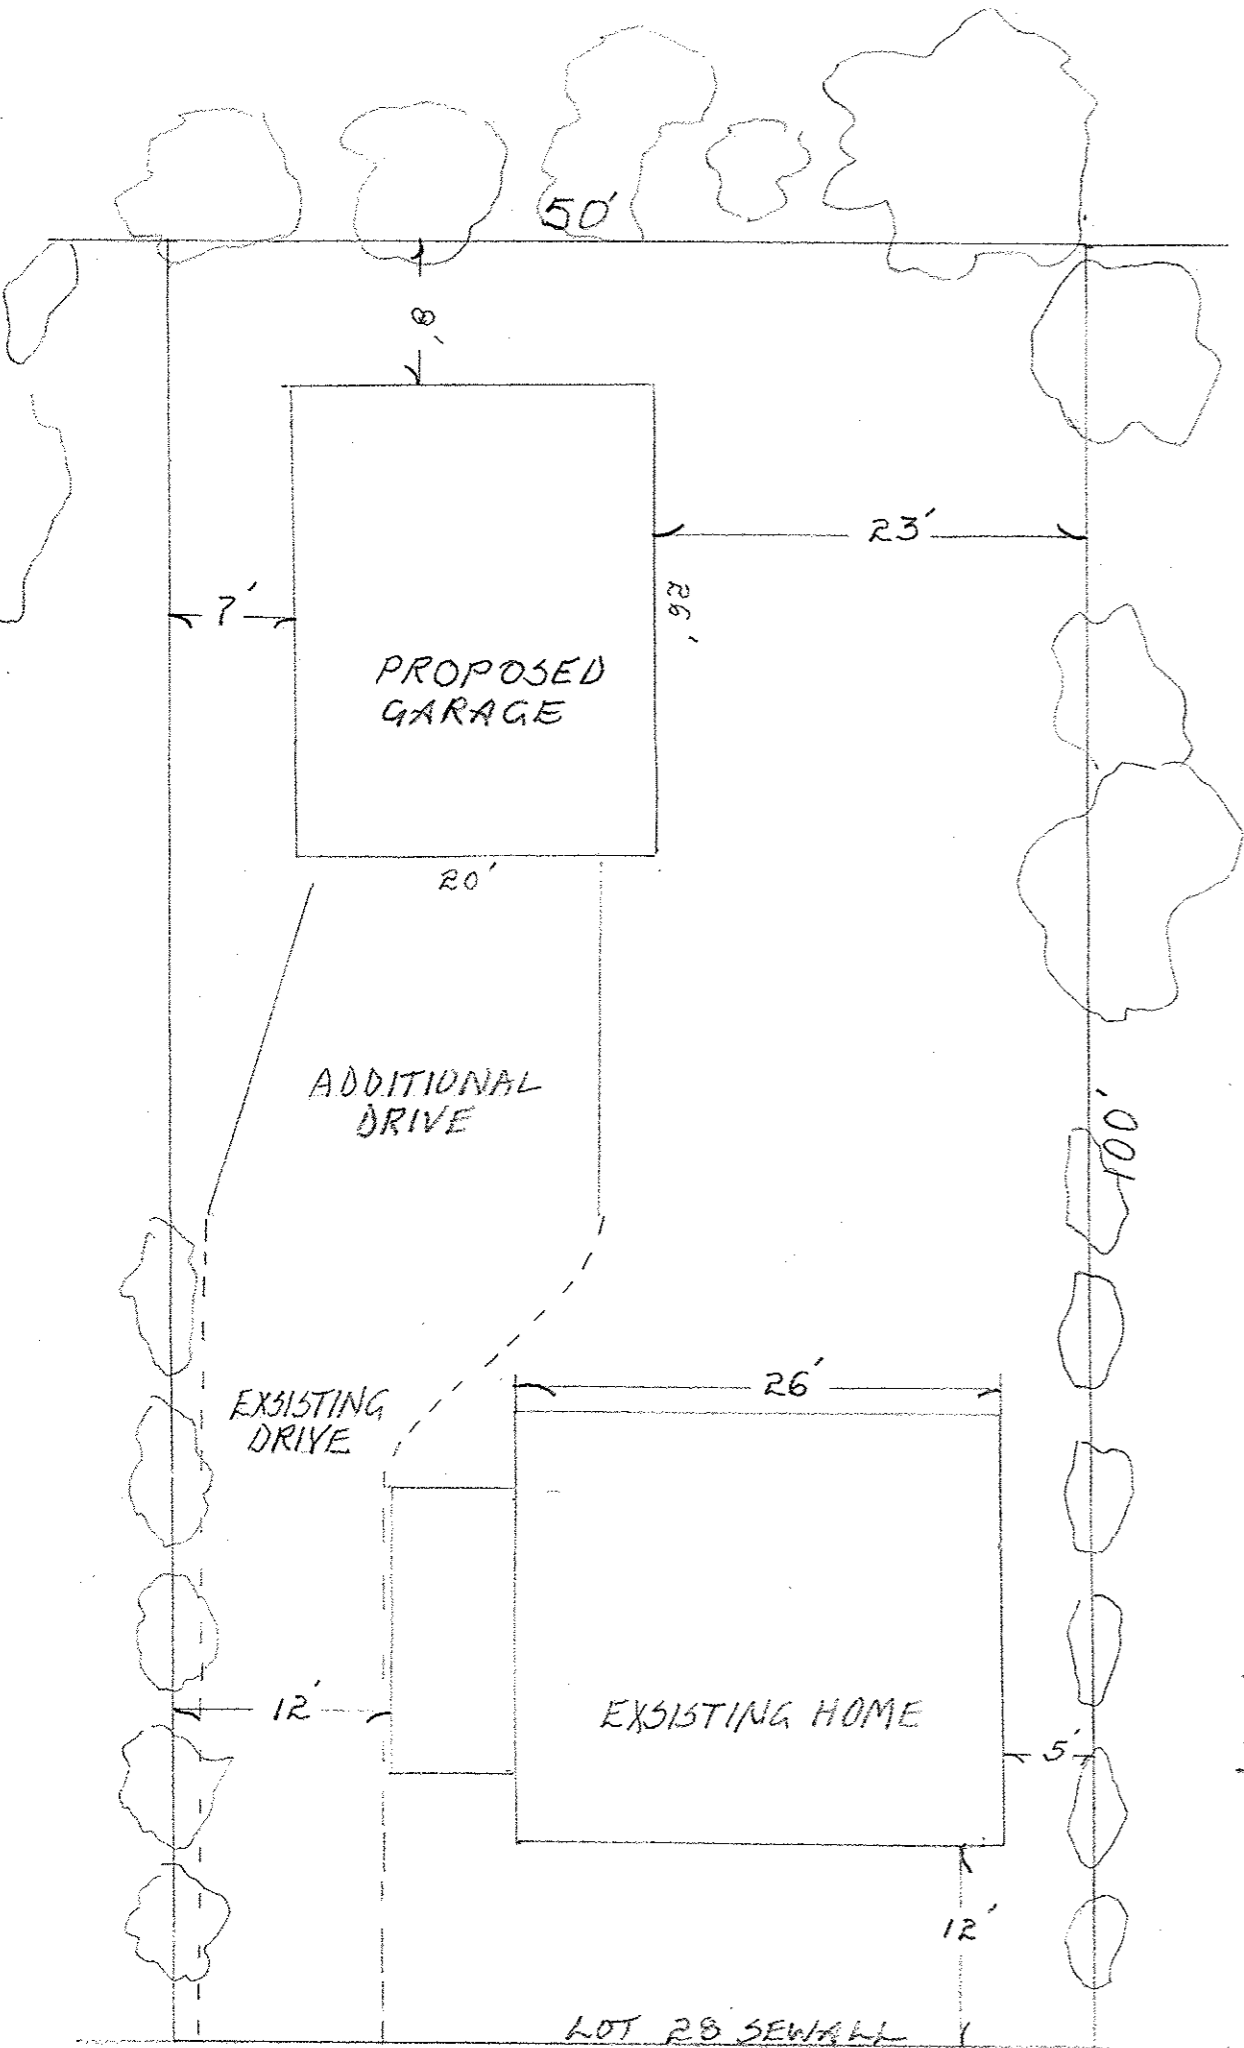 50'
8'
23'
7'
26'
PROPOSED
GARAGE
20'
ADDITIONAL
DRIVE
100'
26'
EXSISTING
DRIVE
12'
EXSISTING HOME
5'
12'
LOT 28 SEWALL